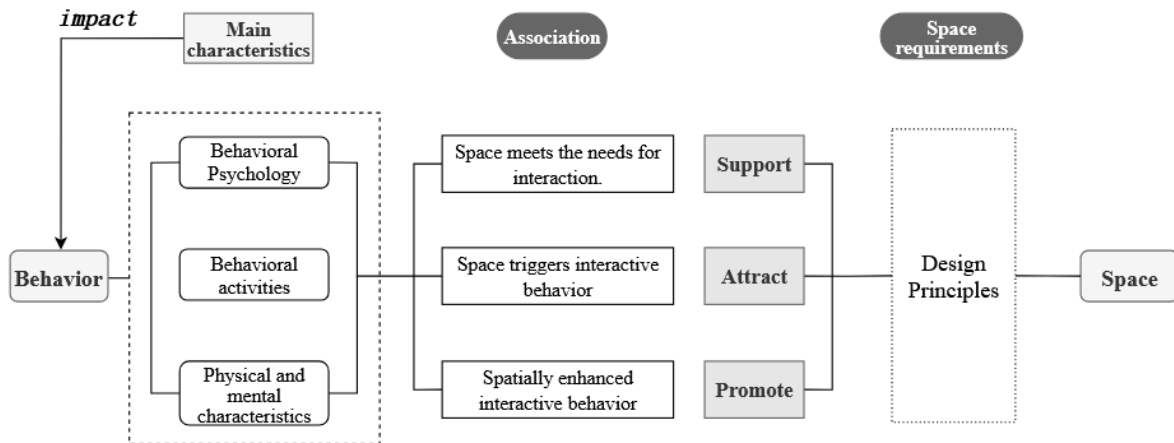 impact
Main
characteristics
Association
Space
requirements
Behavioral
Psychology
Space meets the needs for
interaction.
Support
Behavior
Behavioral
activities
Space triggers interactive
behavior
Attract
Design
Principles
Space
Physical and
mental
characteristics
Spatially enhanced
interactive behavior
Promote